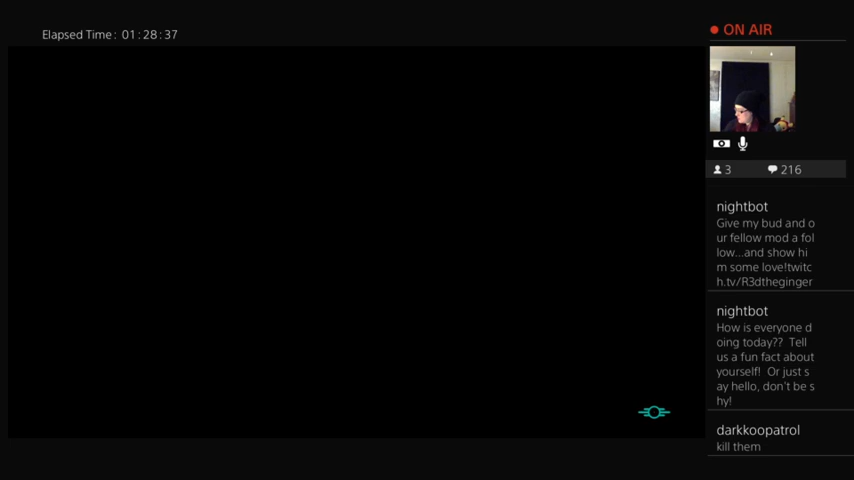 Elapsed Time: 01:28:37
ON AIR
3
216
nightbot
Give my bud and o
ur fellow mod a fol
low...and show hi
m some love!twitc
h.tv/R3dtheginger
nightbot
How is everyone d
oing today?? Tell
us a fun fact about
yourself! Or just s
ay hello, don't be s
hy!
darkkoopatrol
kill them